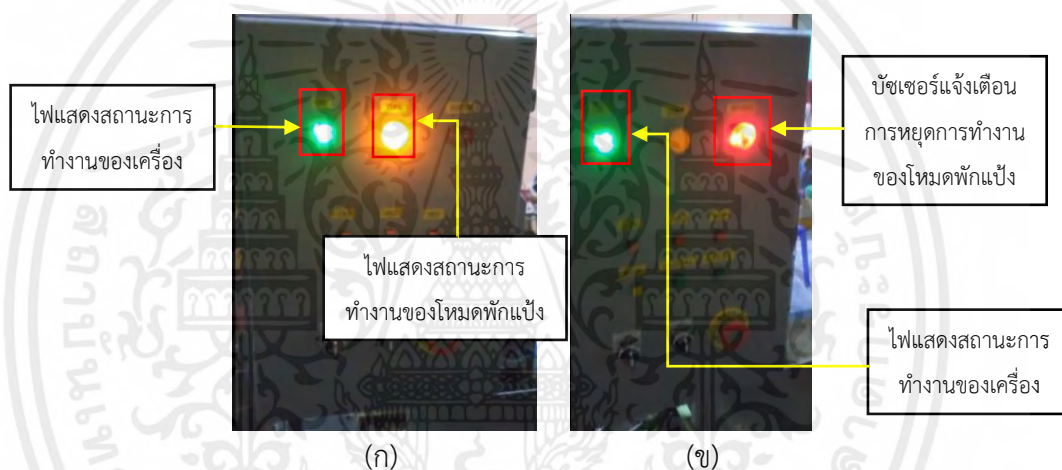 ไฟแสดงสถานะการ
ทำงานของเครื่อง
ไฟแสดงสถานะการ
ทำงานของโหมดพักแป้ง
บัซเซอร์แจ้งเตือน
การหยุดการทำงาน
ของโหมดพักแป้ง
ไฟแสดงสถานะการ
ทำงานของเครื่อง
(ก)
(ข)